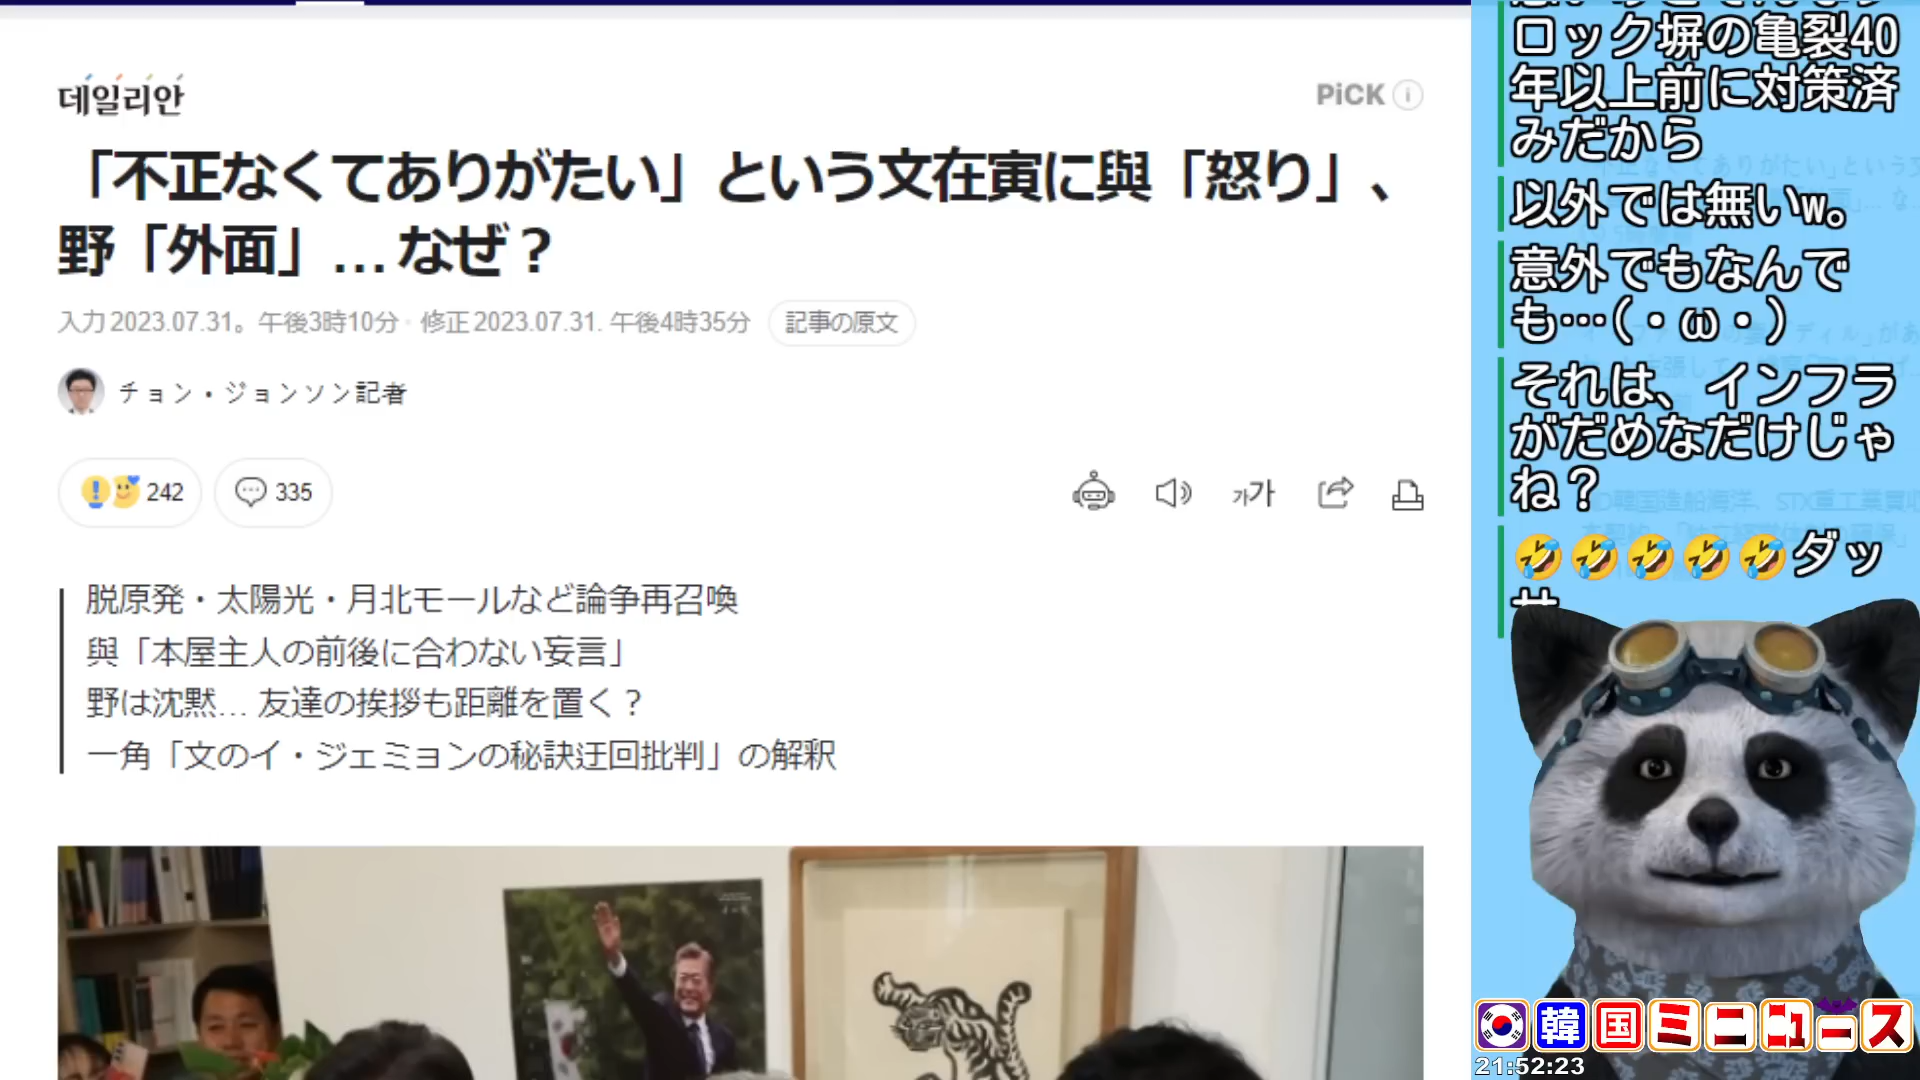 데일리안
PiCK
「不正なくてありがたい」という文在寅に與「怒り」、
野「外面」... なぜ？
入力 2023.07.31。午後3時10分 · 修正 2023.07.31. 午後4時35分
記事の原文
チョン・ジョンソン記者
242
335
가가
脱原発・太陽光・月北モールなど論争再召喚
與「本屋主人の前後に合わない妄言」
野は沈黙... 友達の挨拶も距離を置く？
一角「文のイ・ジェミョンの秘訣迂回批判」の解釈
ロック塀の亀裂40
年以上前に対策済
みだから
以外では無いw。
意外でもなんで
も…(・ω・)
それは、インフラ
がだめなだけじゃ
ね？
🤣🤣🤣🤣🤣ダッ
サ
韓国ミニニュース
21:52:23